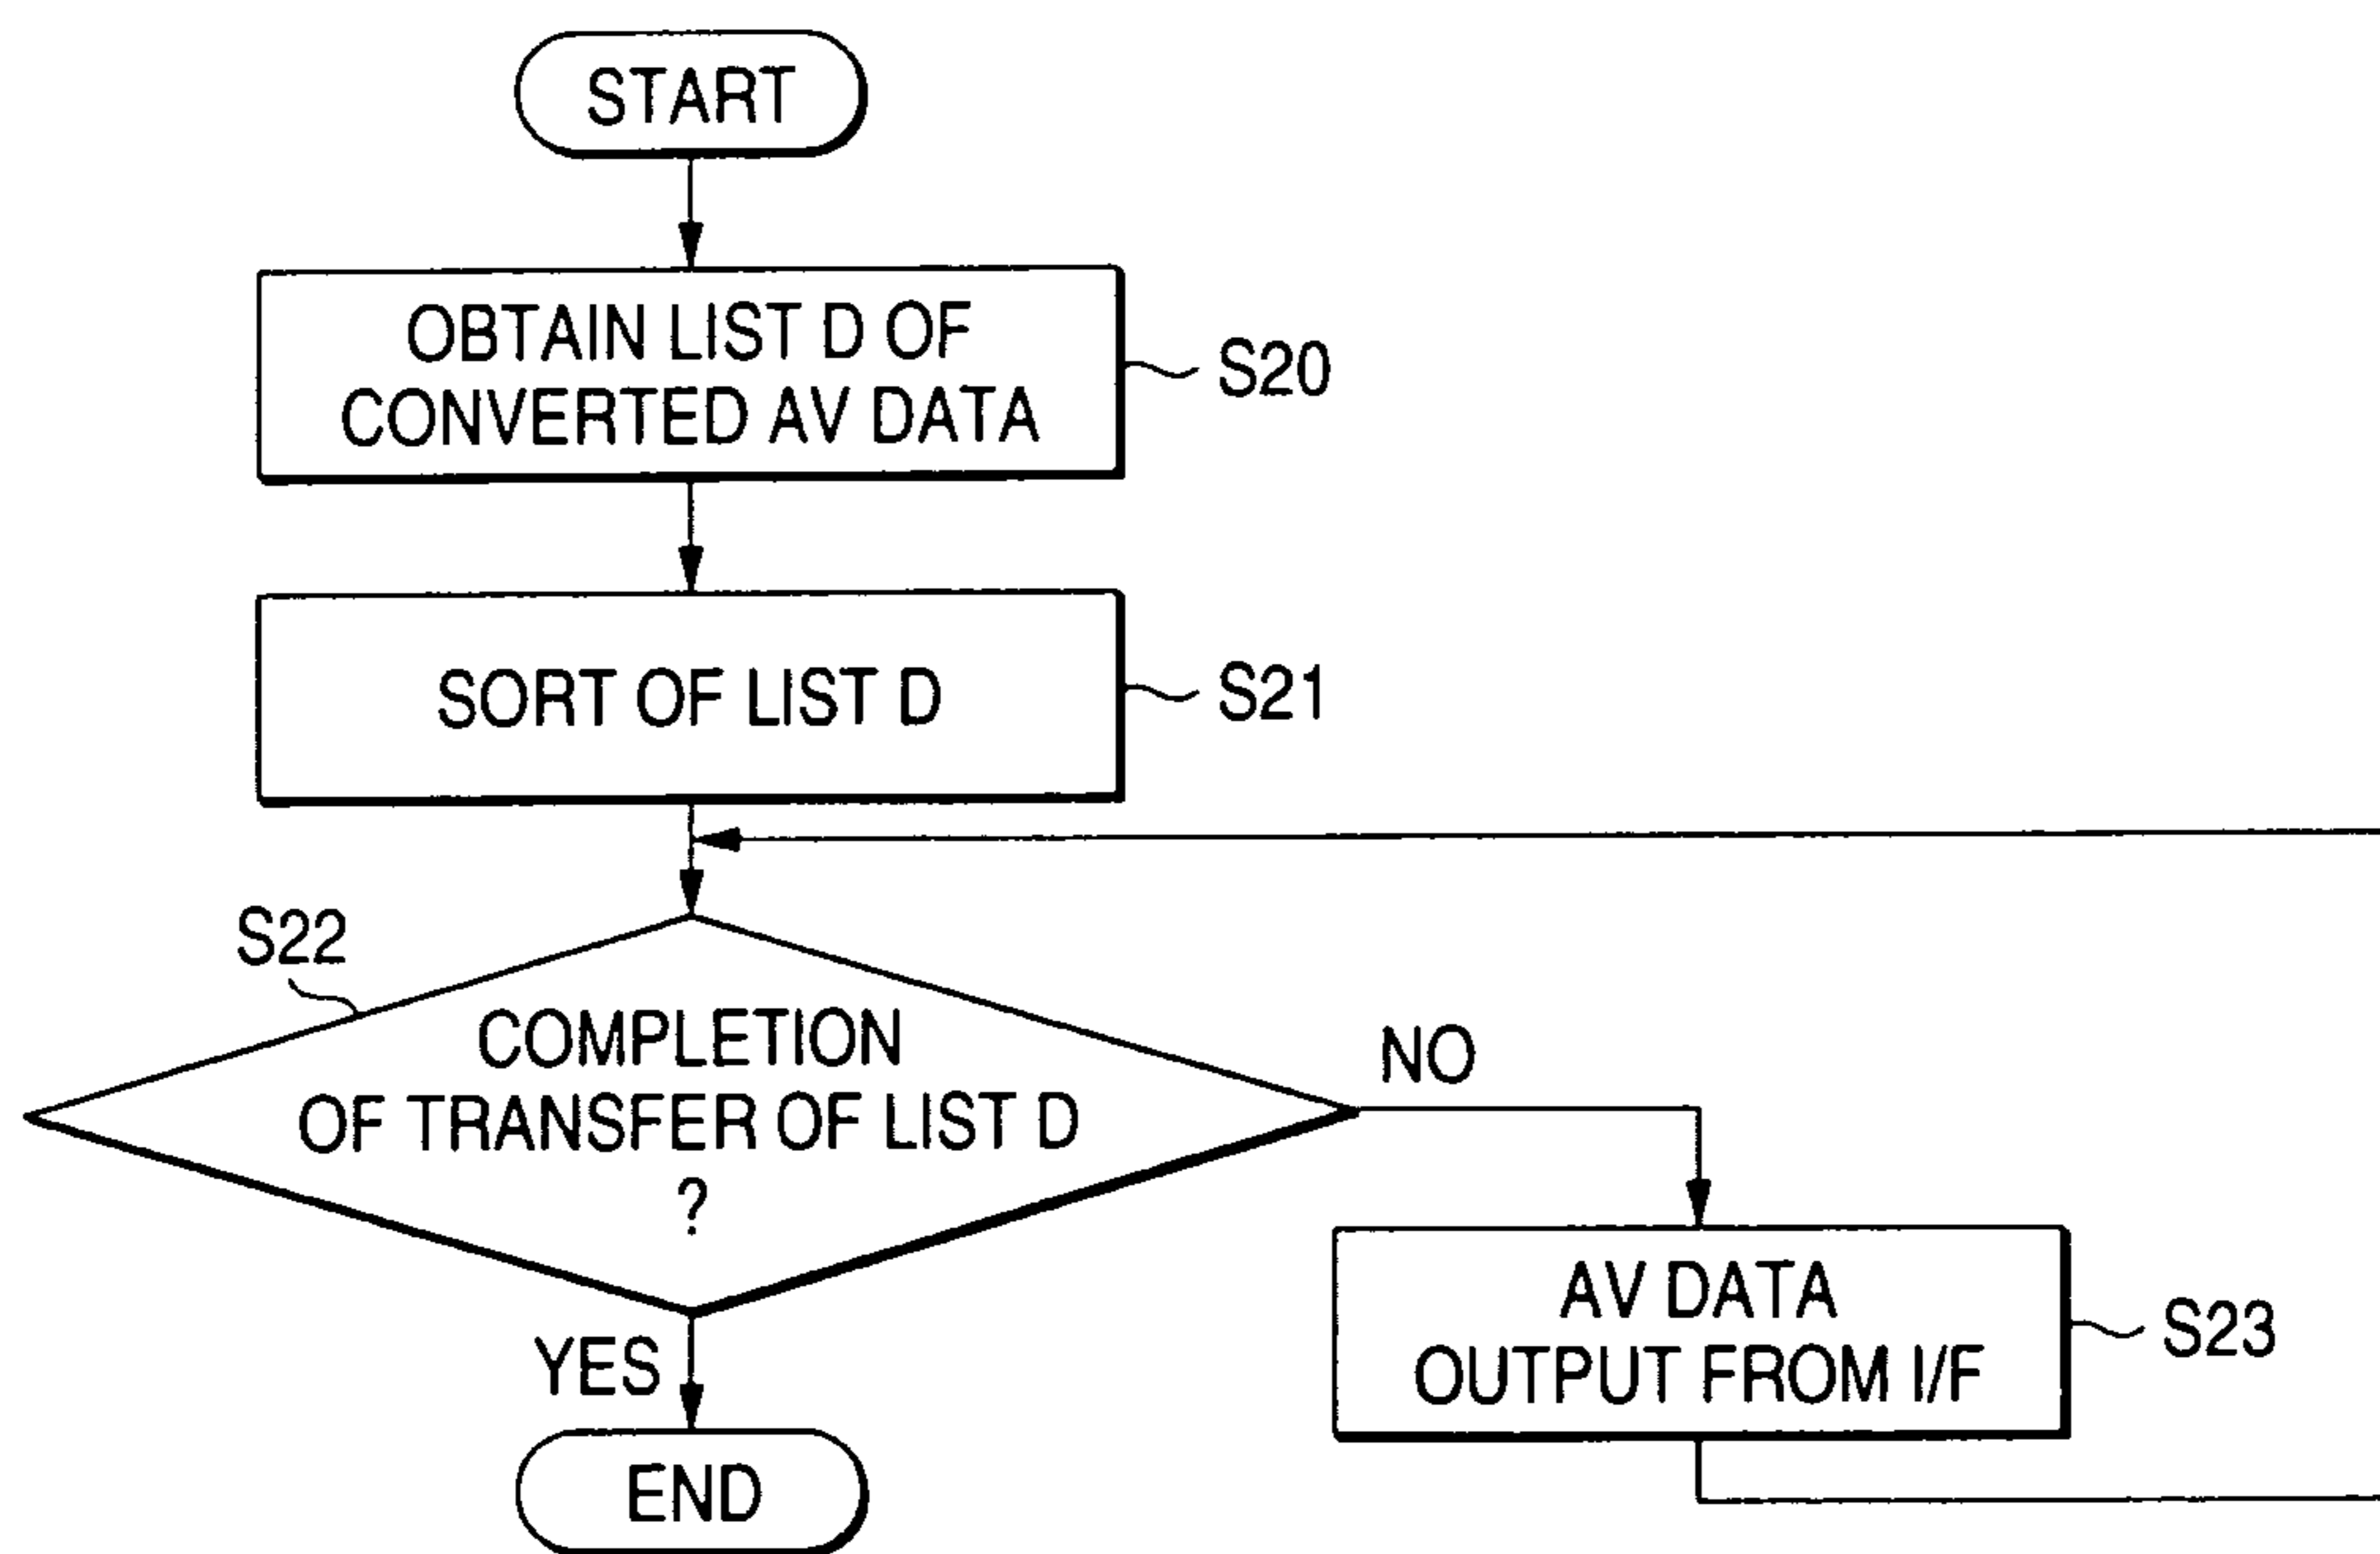 START
OBTAIN LIST D OF
CONVERTED AV DATA
S20
SORT OF LIST D
S21
S22
COMPLETION
OF TRANSFER OF LIST D
?
NO
AV DATA
OUTPUT FROM I/F
S23
YES
END